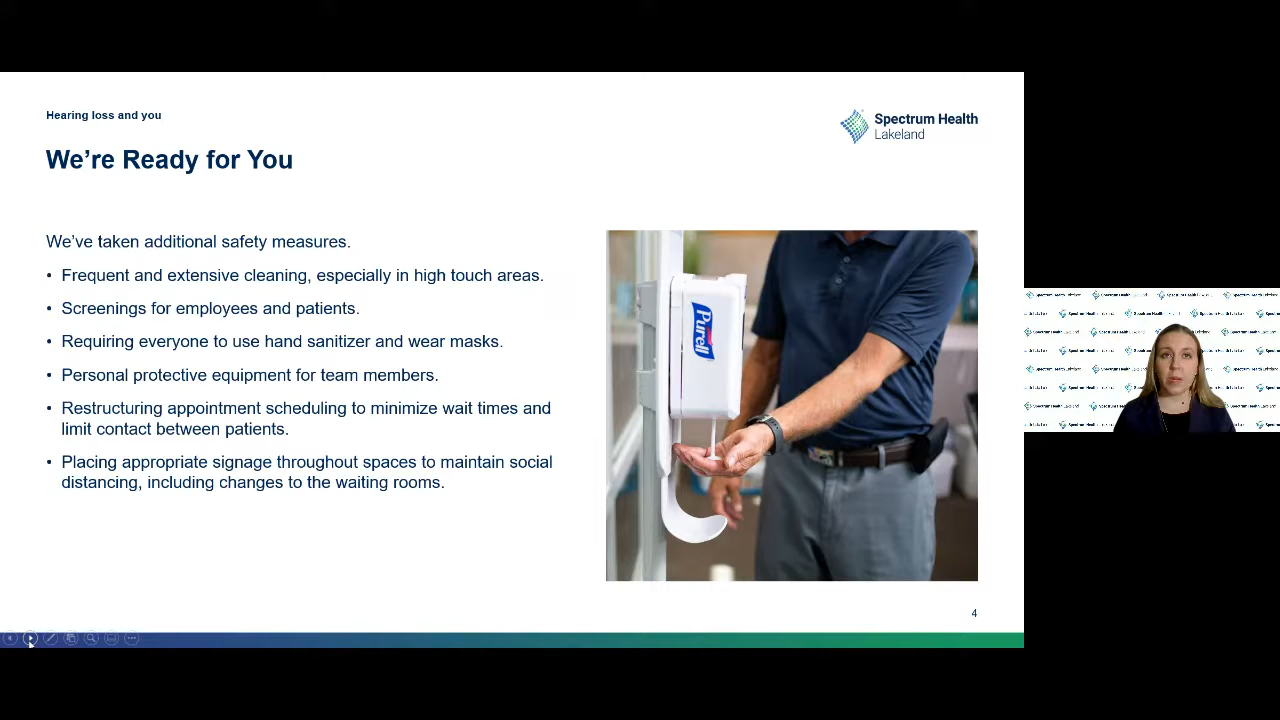 Hearing loss and you
Spectrum Health
Lakeland
We're Ready for You
We've taken additional safety measures.
• Frequent and extensive cleaning, especially in high touch areas.
• Screenings for employees and patients.
• Requiring everyone to use hand sanitizer and wear masks.
• Personal protective equipment for team members.
• Restructuring appointment scheduling to minimize wait times and
limit contact between patients.
• Placing appropriate signage throughout spaces to maintain social
distancing, including changes to the waiting rooms.
Purell
4
Spectrum Health Lakeland